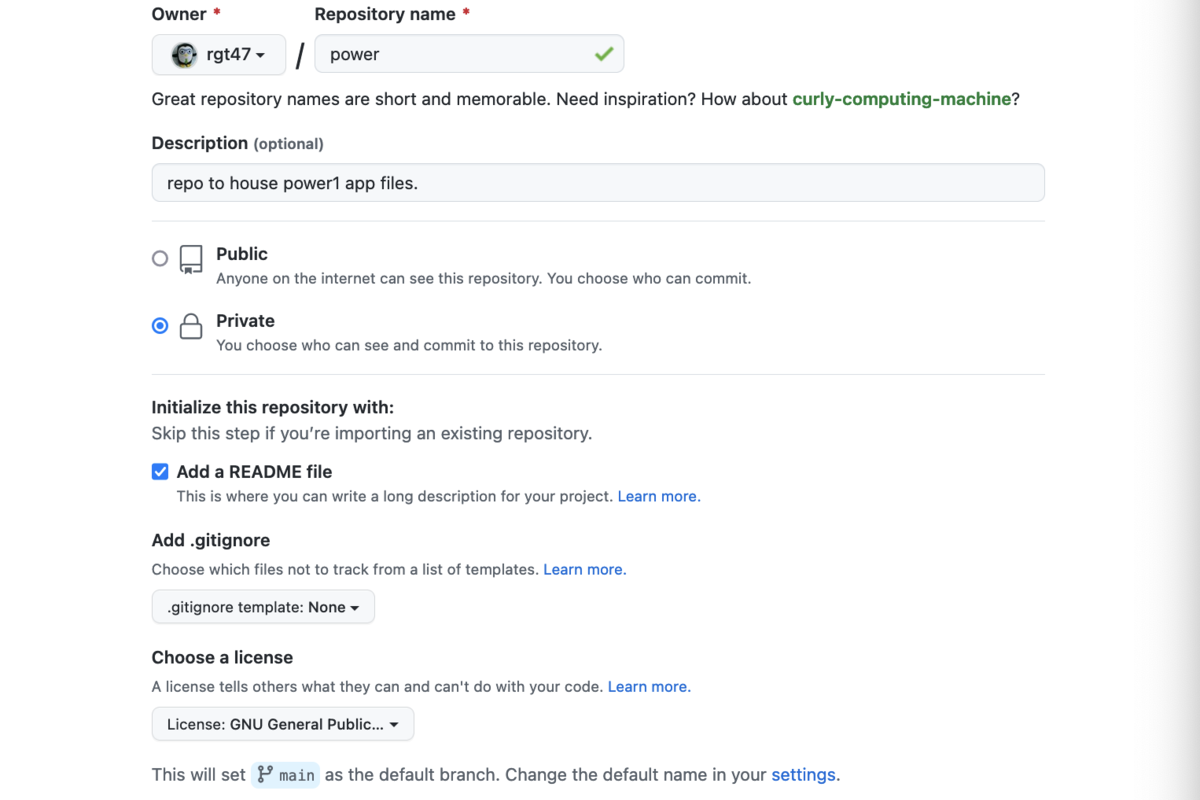 Owner * Repository name *
rgt47 / power
Great repository names are short and memorable. Need inspiration? How about curly-computing-machine?
Description (optional)
repo to house power1 app files.
Public
Anyone on the internet can see this repository. You choose who can commit.
Private
You choose who can see and commit to this repository.
Initialize this repository with:
Skip this step if you’re importing an existing repository.
Add a README file
This is where you can write a long description for your project. Learn more.
Add .gitignore
Choose which files not to track from a list of templates. Learn more.
.gitignore template: None
Choose a license
A license tells others what they can and can't do with your code. Learn more.
License: GNU General Public...
This will set main as the default branch. Change the default name in your settings.